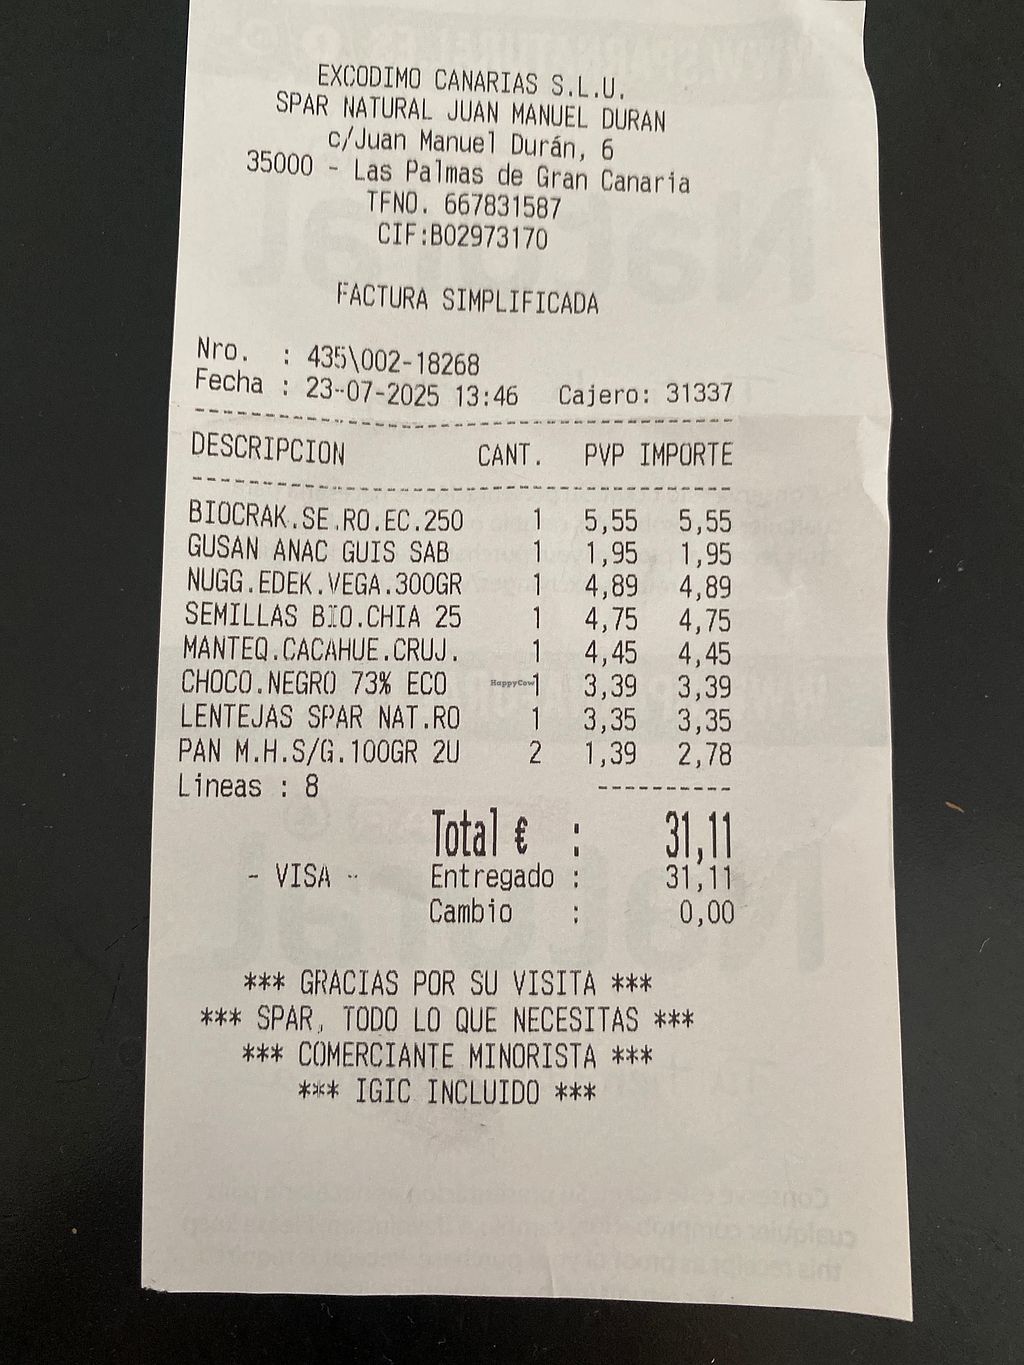 EXCODIMO CANARIAS S.L.U.
SPAR NATURAL JUAN MANUEL DURAN
c/Juan Manuel Durán, 6
35000 - Las Palmas de Gran Canaria
TFNO. 667831587
CIF:B02973170
FACTURA SIMPLIFICADA
Nro. : 435\002-18268
Fecha : 23-07-2025 13:46 Cajero: 31337
DESCRIPCION CANT. PVP IMPORTE
BIOCRAK.SE.RO.EC.250 1 5,55 5,55
GUSAN ANAC GUIS SAB 1 1,95 1,95
NUGG.EDEK.VEGA.300GR 1 4,89 4,89
SEMILLAS BIO.CHIA 25 1 4,75 4,75
MANTEQ.CACAHUE.CRUJ. 1 4,45 4,45
CHOCO.NEGRO 73% ECO 1 3,39 3,39
HappyCow
LENTEJAS SPAR NAT.RO 1 3,35 3,35
PAN M.H.S/G.100GR 2U 2 1,39 2,78
Lineas : 8
Total € : 31,11
- VISA - Entregado : 31,11
Cambio : 0,00
*** GRACIAS POR SU VISITA ***
*** SPAR, TODO LO QUE NECESITAS ***
*** COMERCIANTE MINORISTA ***
*** IGIC INCLUIDO ***